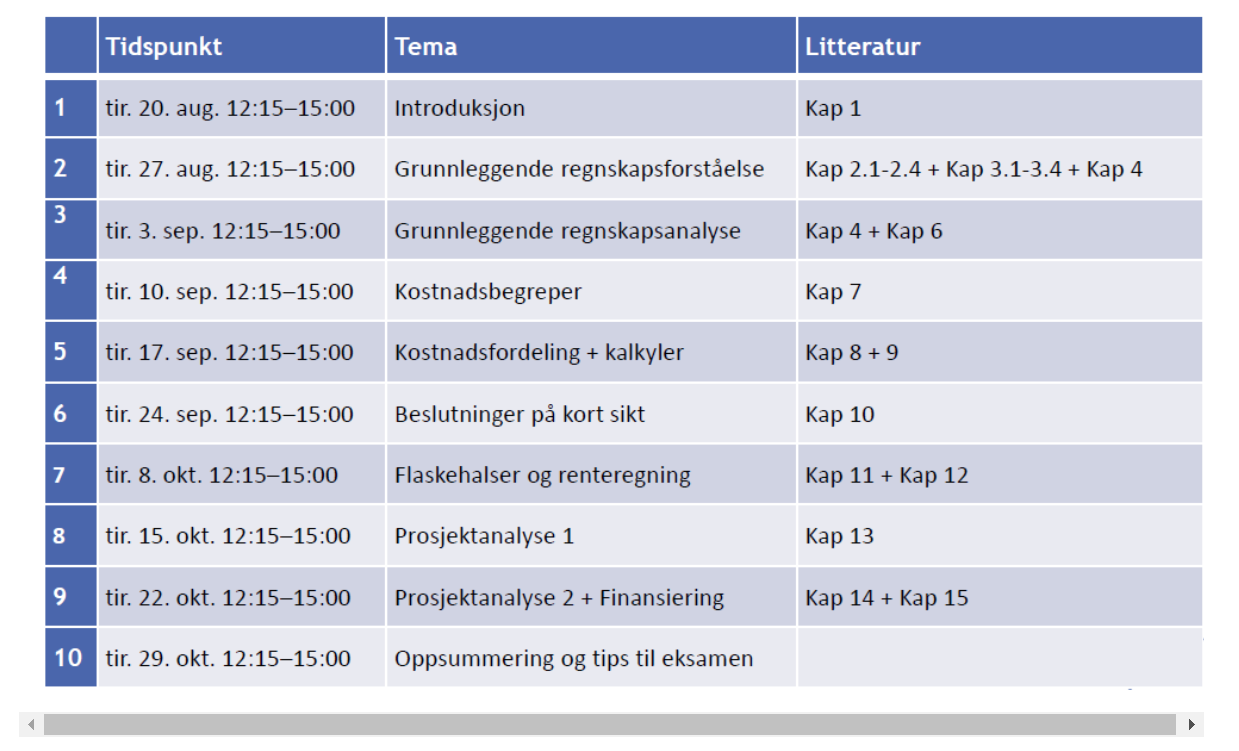 Tidspunkt Tema Litteratur
1 tir. 20. aug. 12:15–15:00 Introduksjon Kap 1
2 tir. 27. aug. 12:15–15:00 Grunnleggende regnskapsforståelse Kap 2.1-2.4 + Kap 3.1-3.4 + Kap 4
3 tir. 3. sep. 12:15–15:00 Grunnleggende regnskapsanalyse Kap 4 + Kap 6
4 tir. 10. sep. 12:15–15:00 Kostnadsbegreper Kap 7
5 tir. 17. sep. 12:15–15:00 Kostnadsfordeling + kalkyler Kap 8 + 9
6 tir. 24. sep. 12:15–15:00 Beslutninger på kort sikt Kap 10
7 tir. 8. okt. 12:15–15:00 Flaskehalser og renteregning Kap 11 + Kap 12
8 tir. 15. okt. 12:15–15:00 Prosjektanalyse 1 Kap 13
9 tir. 22. okt. 12:15–15:00 Prosjektanalyse 2 + Finansiering Kap 14 + Kap 15
10 tir. 29. okt. 12:15–15:00 Oppsummering og tips til eksamen